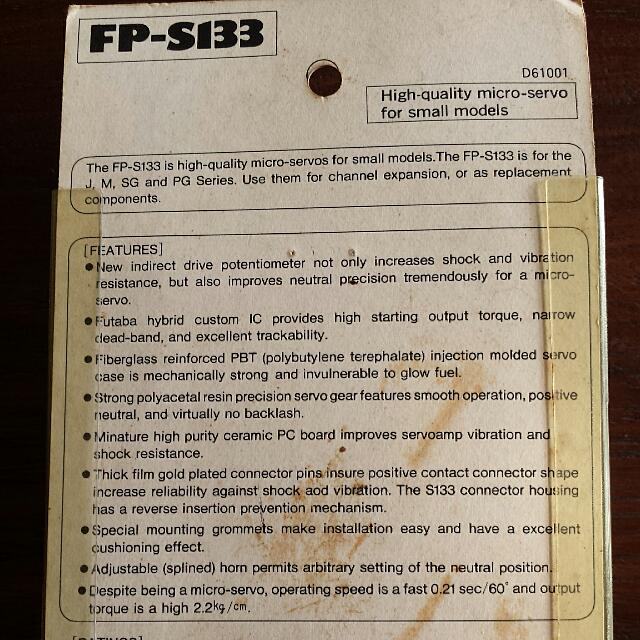 FP-S133
D61001
High-quality micro-servo
for small models
The FP-S133 is high-quality micro-servos for small models.The FP-S133 is for the
J, M, SG and PG Series. Use them for channel expansion, or as replacement
components.
[FEATURES]
●New indirect drive potentiometer not only increases shock and vibration
resistance, but also improves neutral precision tremendously for a micro-
servo.
●Futaba hybrid custom IC provides high starting output torque, narrow
dead-band, and excellent trackability.
●Fiberglass reinforced PBT (polybutylene terephalate) injection molded servo
case is mechanically strong and invulnerable to glow fuel.
●Strong polyacetal resin precision servo gear features smooth operation, positive
neutral, and virtually no backlash.
●Minature high purity ceramic PC board improves servoamp vibration and
shock resistance.
●Thick film gold plated connector pins insure positive contact connector shape
increase reliability against shock aod vibration. The S133 connector housing
has a reverse insertion prevention mechanism.
●Special mounting grommets make installation easy and have a excellent
cushioning effect.
●Adjustable (splined) horn permits arbitrary setting of the neutral position.
●Despite being a micro-servo, operating speed is a fast 0.21 sec/60° and output
torque is a high 2.2kg/cm.
[RATINGS]